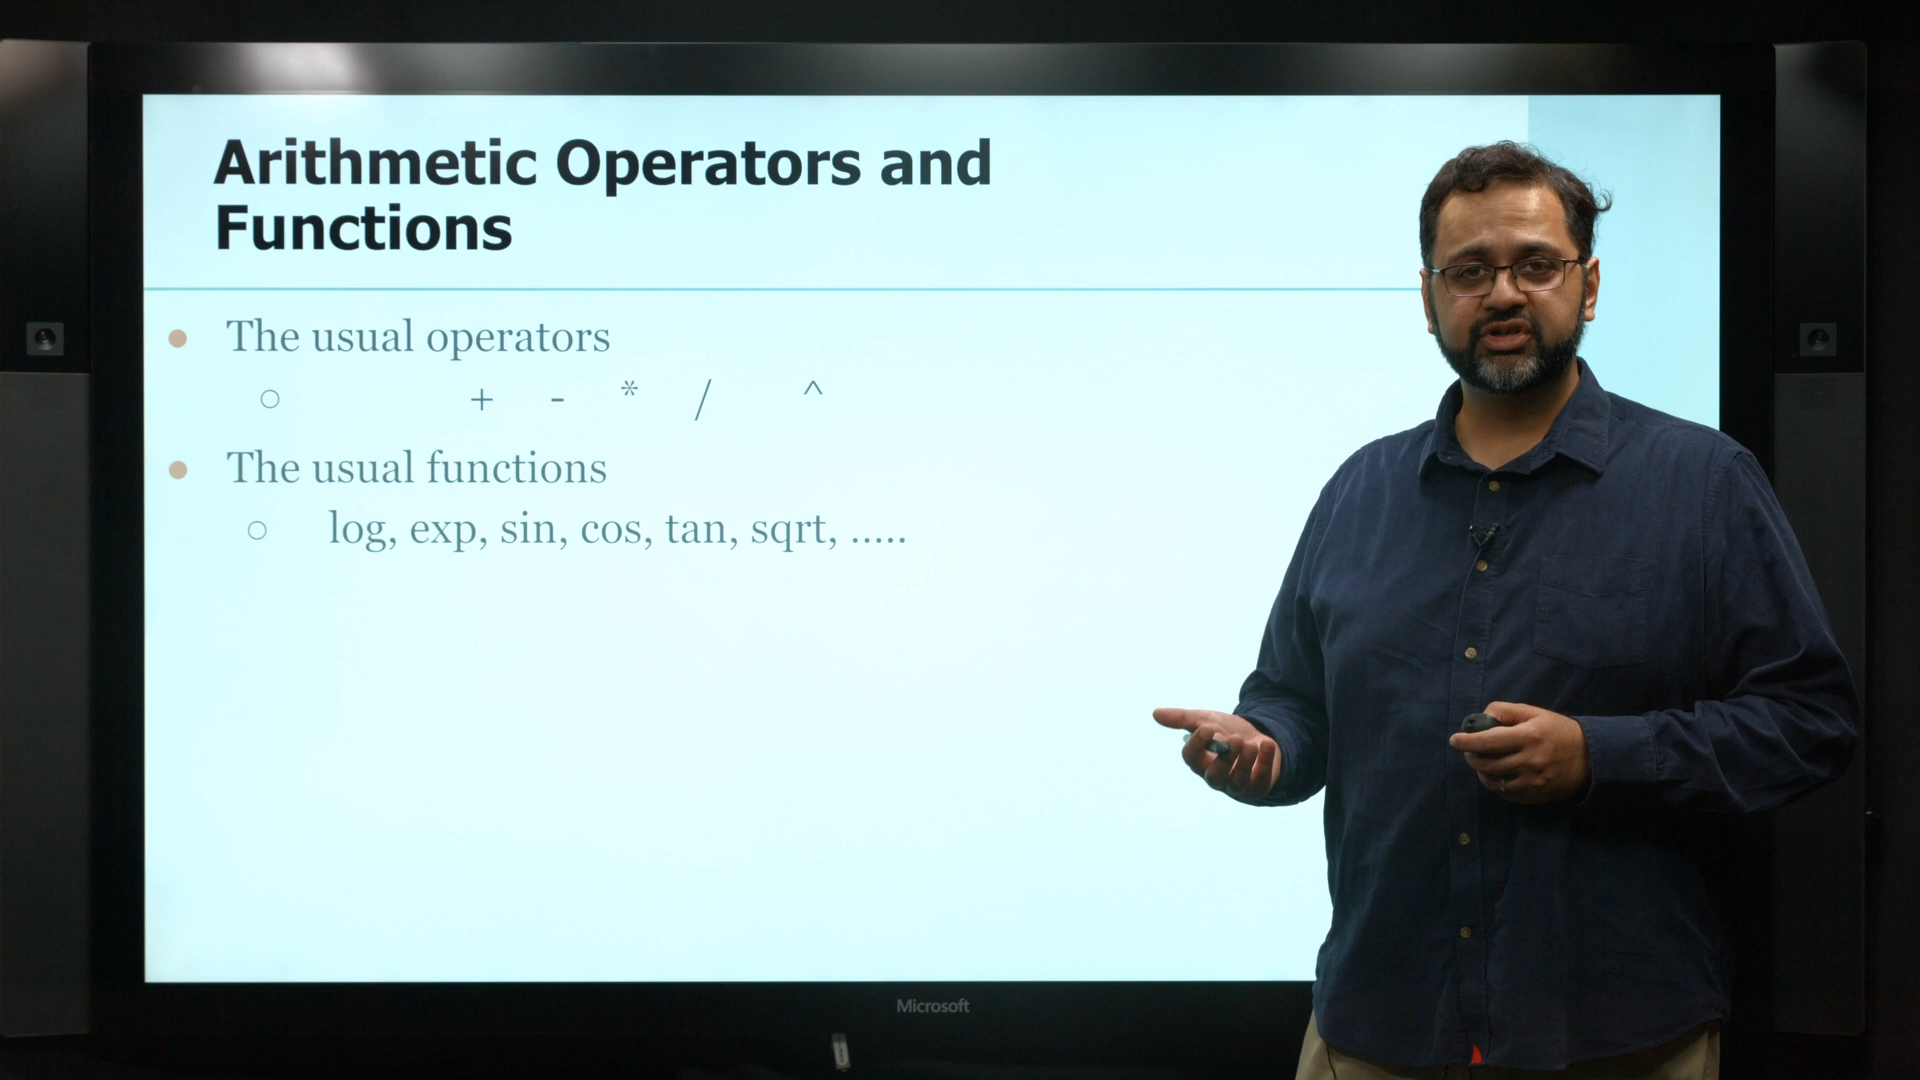 Arithmetic Operators and
Functions
The usual operators
+ - * / ^
The usual functions
log, exp, sin, cos, tan, sqrt, .....
Microsoft